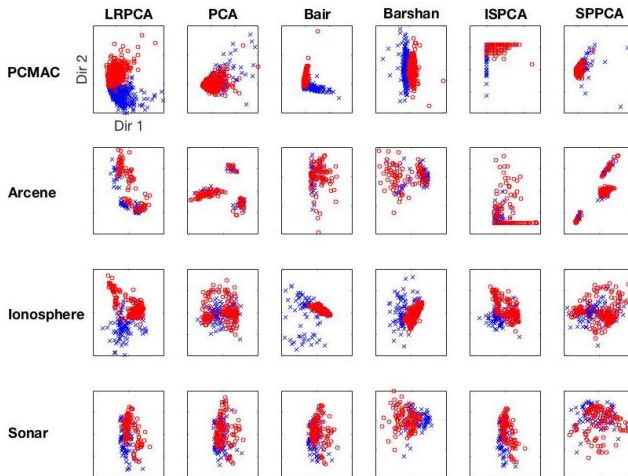 LRPCA PCA Bair Barshan ISPCA SPPCA
PCMAC
Dir 2
Dir 1
Arcene
Ionosphere
Sonar